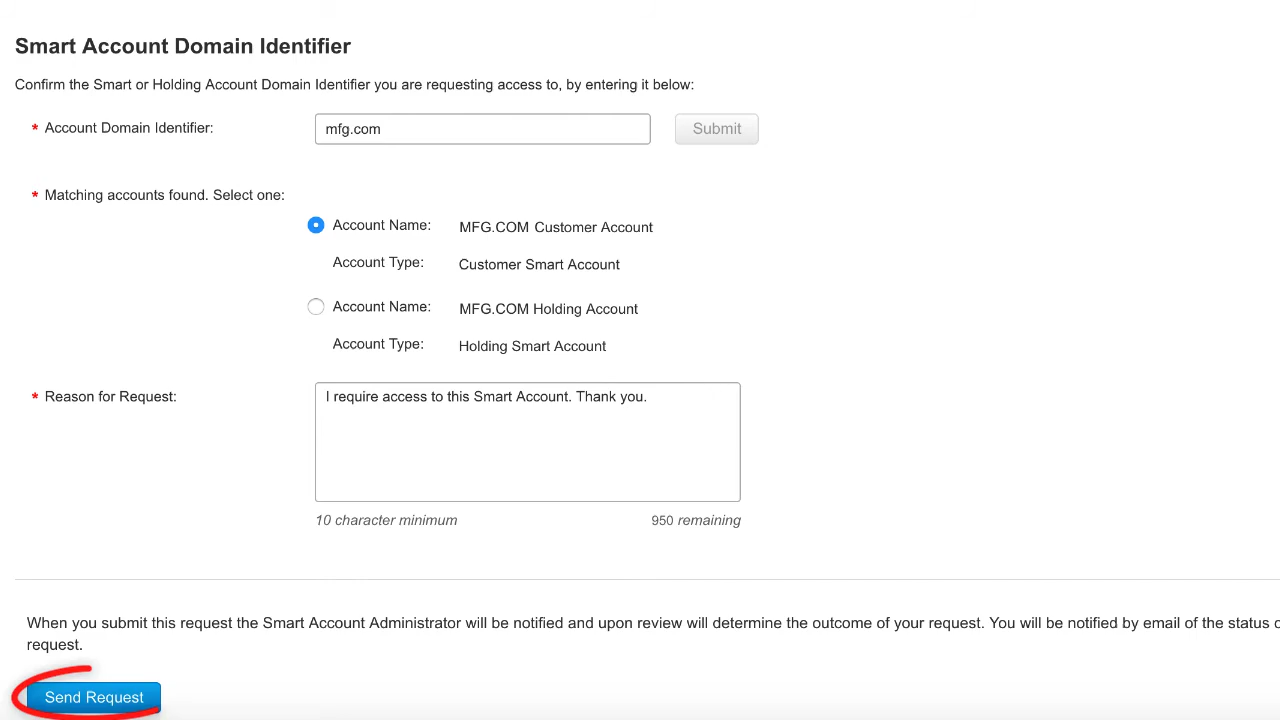 Smart Account Domain Identifier
Confirm the Smart or Holding Account Domain Identifier you are requesting access to, by entering it below:
* Account Domain Identifier: mfg.com Submit
* Matching accounts found. Select one:
Account Name: MFG.COM Customer Account
Account Type: Customer Smart Account
Account Name: MFG.COM Holding Account
Account Type: Holding Smart Account
* Reason for Request: I require access to this Smart Account. Thank you.
10 character minimum 950 remaining
When you submit this request the Smart Account Administrator will be notified and upon review will determine the outcome of your request. You will be notified by email of the status
request.
Send Request